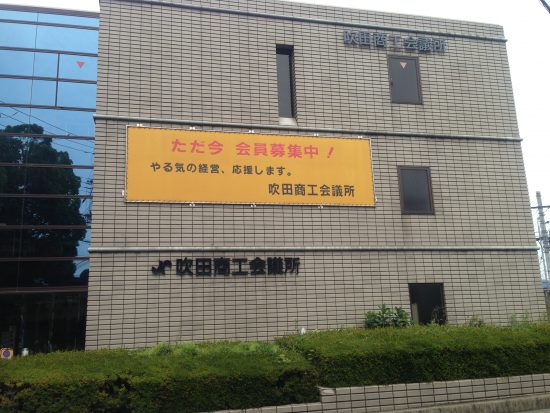 吹田商工会議所
ただ今 会員募集中！
やる気の経営、応援します。
吹田商工会議所
吹田商工会議所